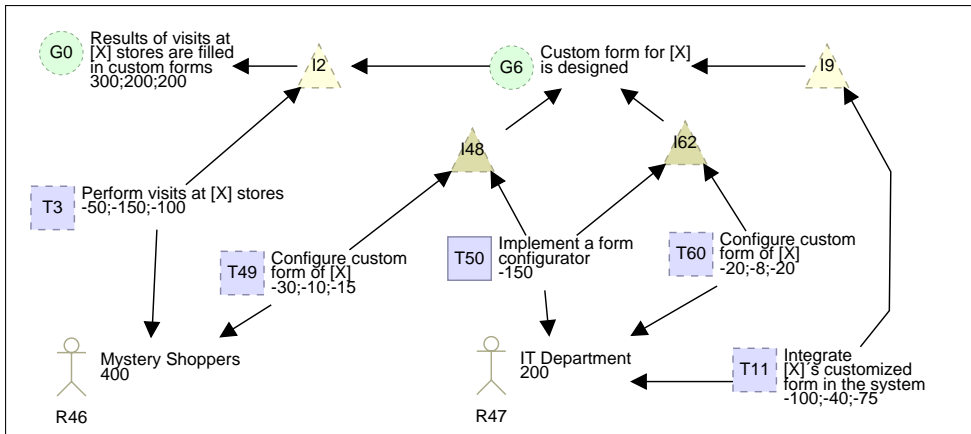 G0
Results of visits at
[X] stores are filled
in custom forms
300;200;200
I2
G6
Custom form for [X]
is designed
I9
I48
I62
T3
Perform visits at [X] stores
-50;-150;-100
T49
Configure custom
form of [X]
-30;-10;-15
T50
Implement a form
configurator
-150
T60
Configure custom
form of [X]
-20;-8;-20
Mystery Shoppers
400
R46
IT Department
200
R47
T11
Integrate
[X]´s customized
form in the system
-100;-40;-75